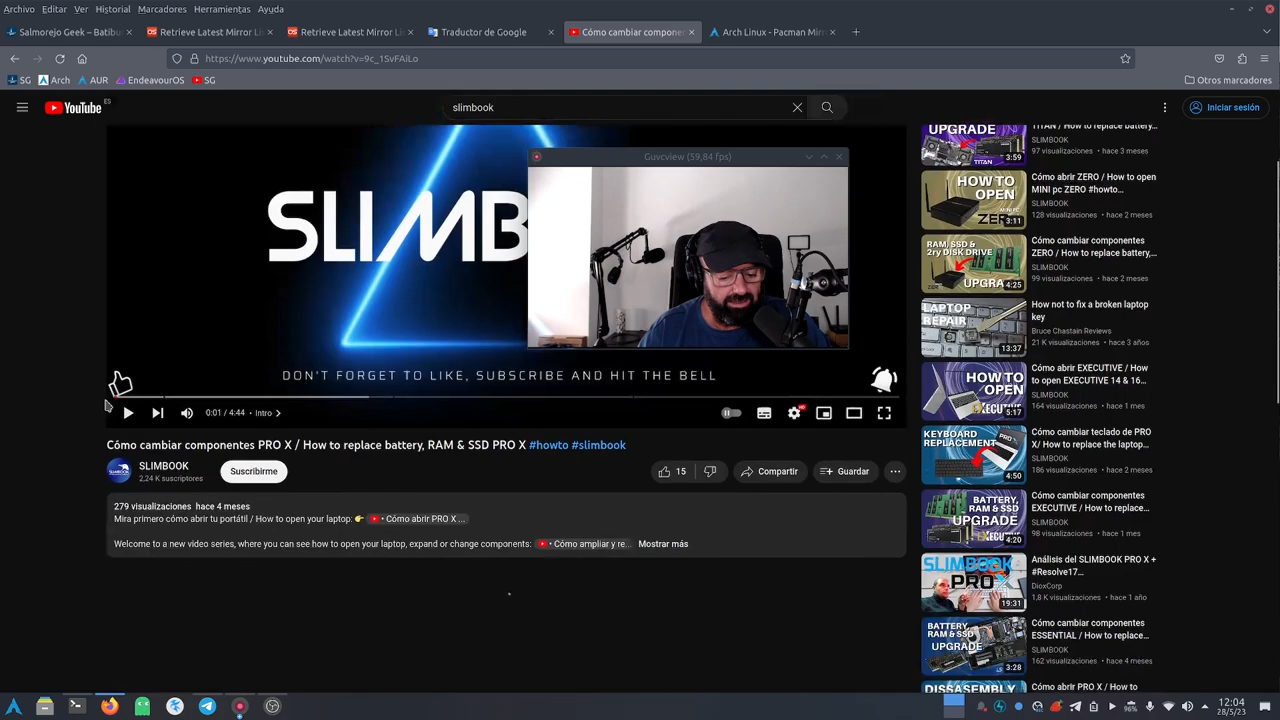 Archivo Editar Ver Historial Marcadores Herramientas Ayuda
Salmorejo Geek – Batibur
Retrieve Latest Mirror Li
Retrieve Latest Mirror Lis
Traductor de Google
Cómo cambiar componen
Arch Linux - Pacman Mirr
https://www.youtube.com/watch?v=9c_1SvFAiLo
SG Arch AUR EndeavourOS SG
Otros marcadores
YouTube ES
slimbook
Iniciar sesión
SLIMB
Guvcview (59,84 fps)
DON'T FORGET TO LIKE, SUBSCRIBE AND HIT THE BELL
0:01 / 4:44 · Intro
Cómo cambiar componentes PRO X / How to replace battery, RAM & SSD PRO X #howto #slimbook
SLIMBOOK
2,24 K suscriptores
Suscribirme
15
Compartir
Guardar
279 visualizaciones hace 4 meses
Mira primero cómo abrir tu portátil / How to open your laptop: 👉 • Cómo abrir PRO X ...
Welcome to a new video series, where you can see how to open your laptop, expand or change components: • Cómo ampliar y re... Mostrar más
UPGRADE
TITAN
3:59
TITAN / How to replace battery...
SLIMBOOK
97 visualizaciones • hace 3 meses
HOW TO
OPEN
MINI PC
ZERO
3:11
Cómo abrir ZERO / How to open
MINI pc ZERO #howto...
SLIMBOOK
128 visualizaciones • hace 2 meses
RAM, SSD &
2ry DISK DRIVE
UPGRA
4:25
Cómo cambiar componentes
ZERO / How to replace battery,...
SLIMBOOK
99 visualizaciones • hace 2 meses
LAPTOP
REPAIR
13:37
How not to fix a broken laptop
key
Bruce Chastain Reviews
21 K visualizaciones • hace 3 años
HOW TO
OPEN
5:17
Cómo abrir EXECUTIVE / How
to open EXECUTIVE 14 & 16...
SLIMBOOK
164 visualizaciones • hace 1 mes
KEYBOARD
REPLACEMENT
PRO
4:50
Cómo cambiar teclado de PRO
X/ How to replace the laptop...
SLIMBOOK
186 visualizaciones • hace 2 meses
BATTERY,
RAM & SSD
UPGRADE
4:20
Cómo cambiar componentes
EXECUTIVE / How to replace...
SLIMBOOK
98 visualizaciones • hace 1 mes
SLIMBOOK
PRO
19:31
Análisis del SLIMBOOK PRO X +
#Resolve17...
DioxCorp
1,8 K visualizaciones • hace 1 año
BATTERY,
RAM & SSD
UPGRADE
3:28
Cómo cambiar componentes
ESSENTIAL / How to replace...
SLIMBOOK
162 visualizaciones • hace 4 meses
DISASSEMBLY
Cómo abrir PRO X / How to
96%
12:04
28/5/23